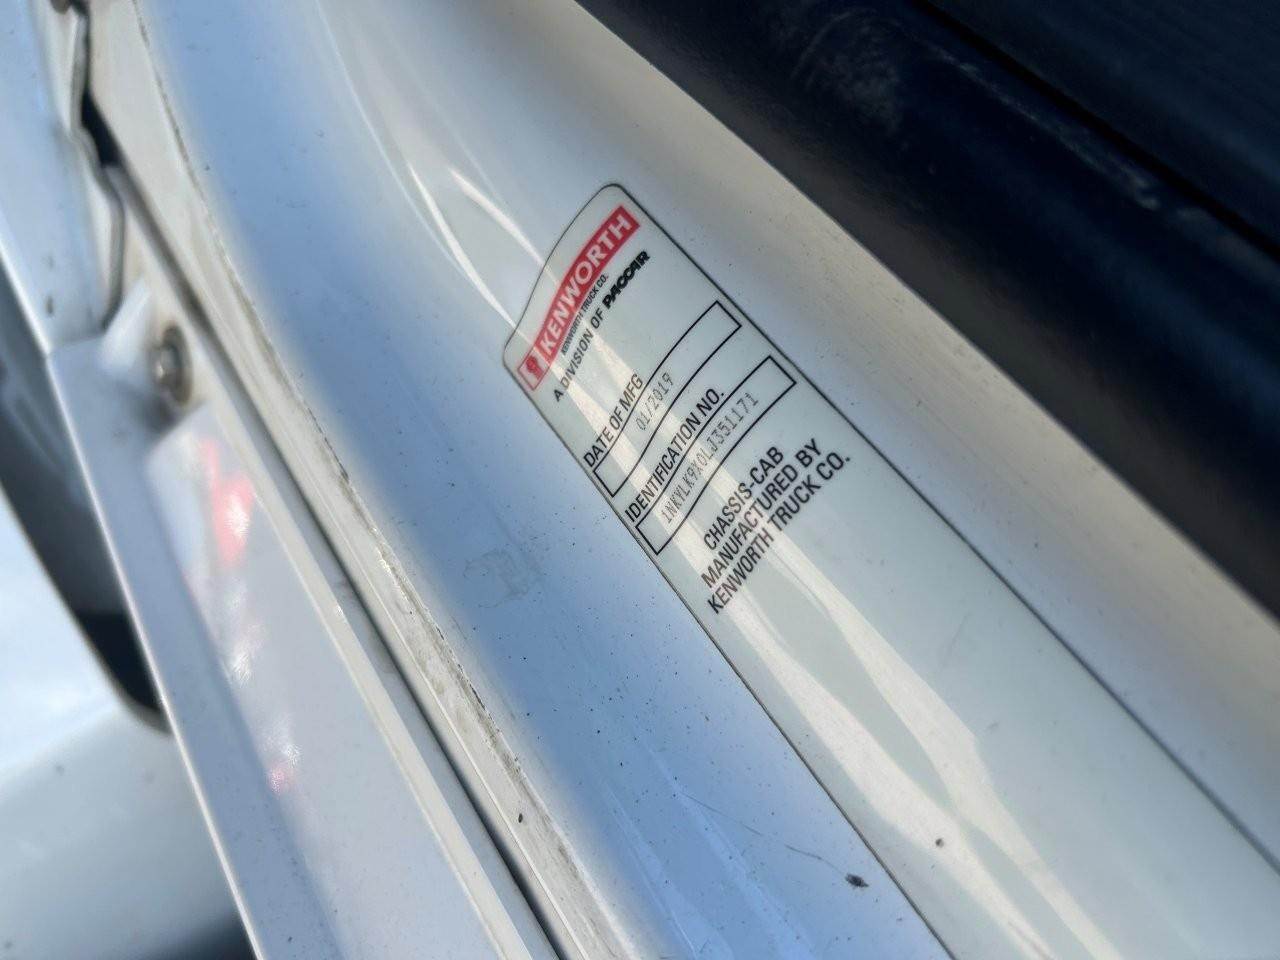 KENWORTH
KENWORTH TRUCK CO.
A DIVISION OF PACCAR
DATE OF MFG
01/2019
IDENTIFICATION NO.
1NKYLK9X0LJ351171
CHASSIS-CAB
MANUFACTURED BY
KENWORTH TRUCK CO.